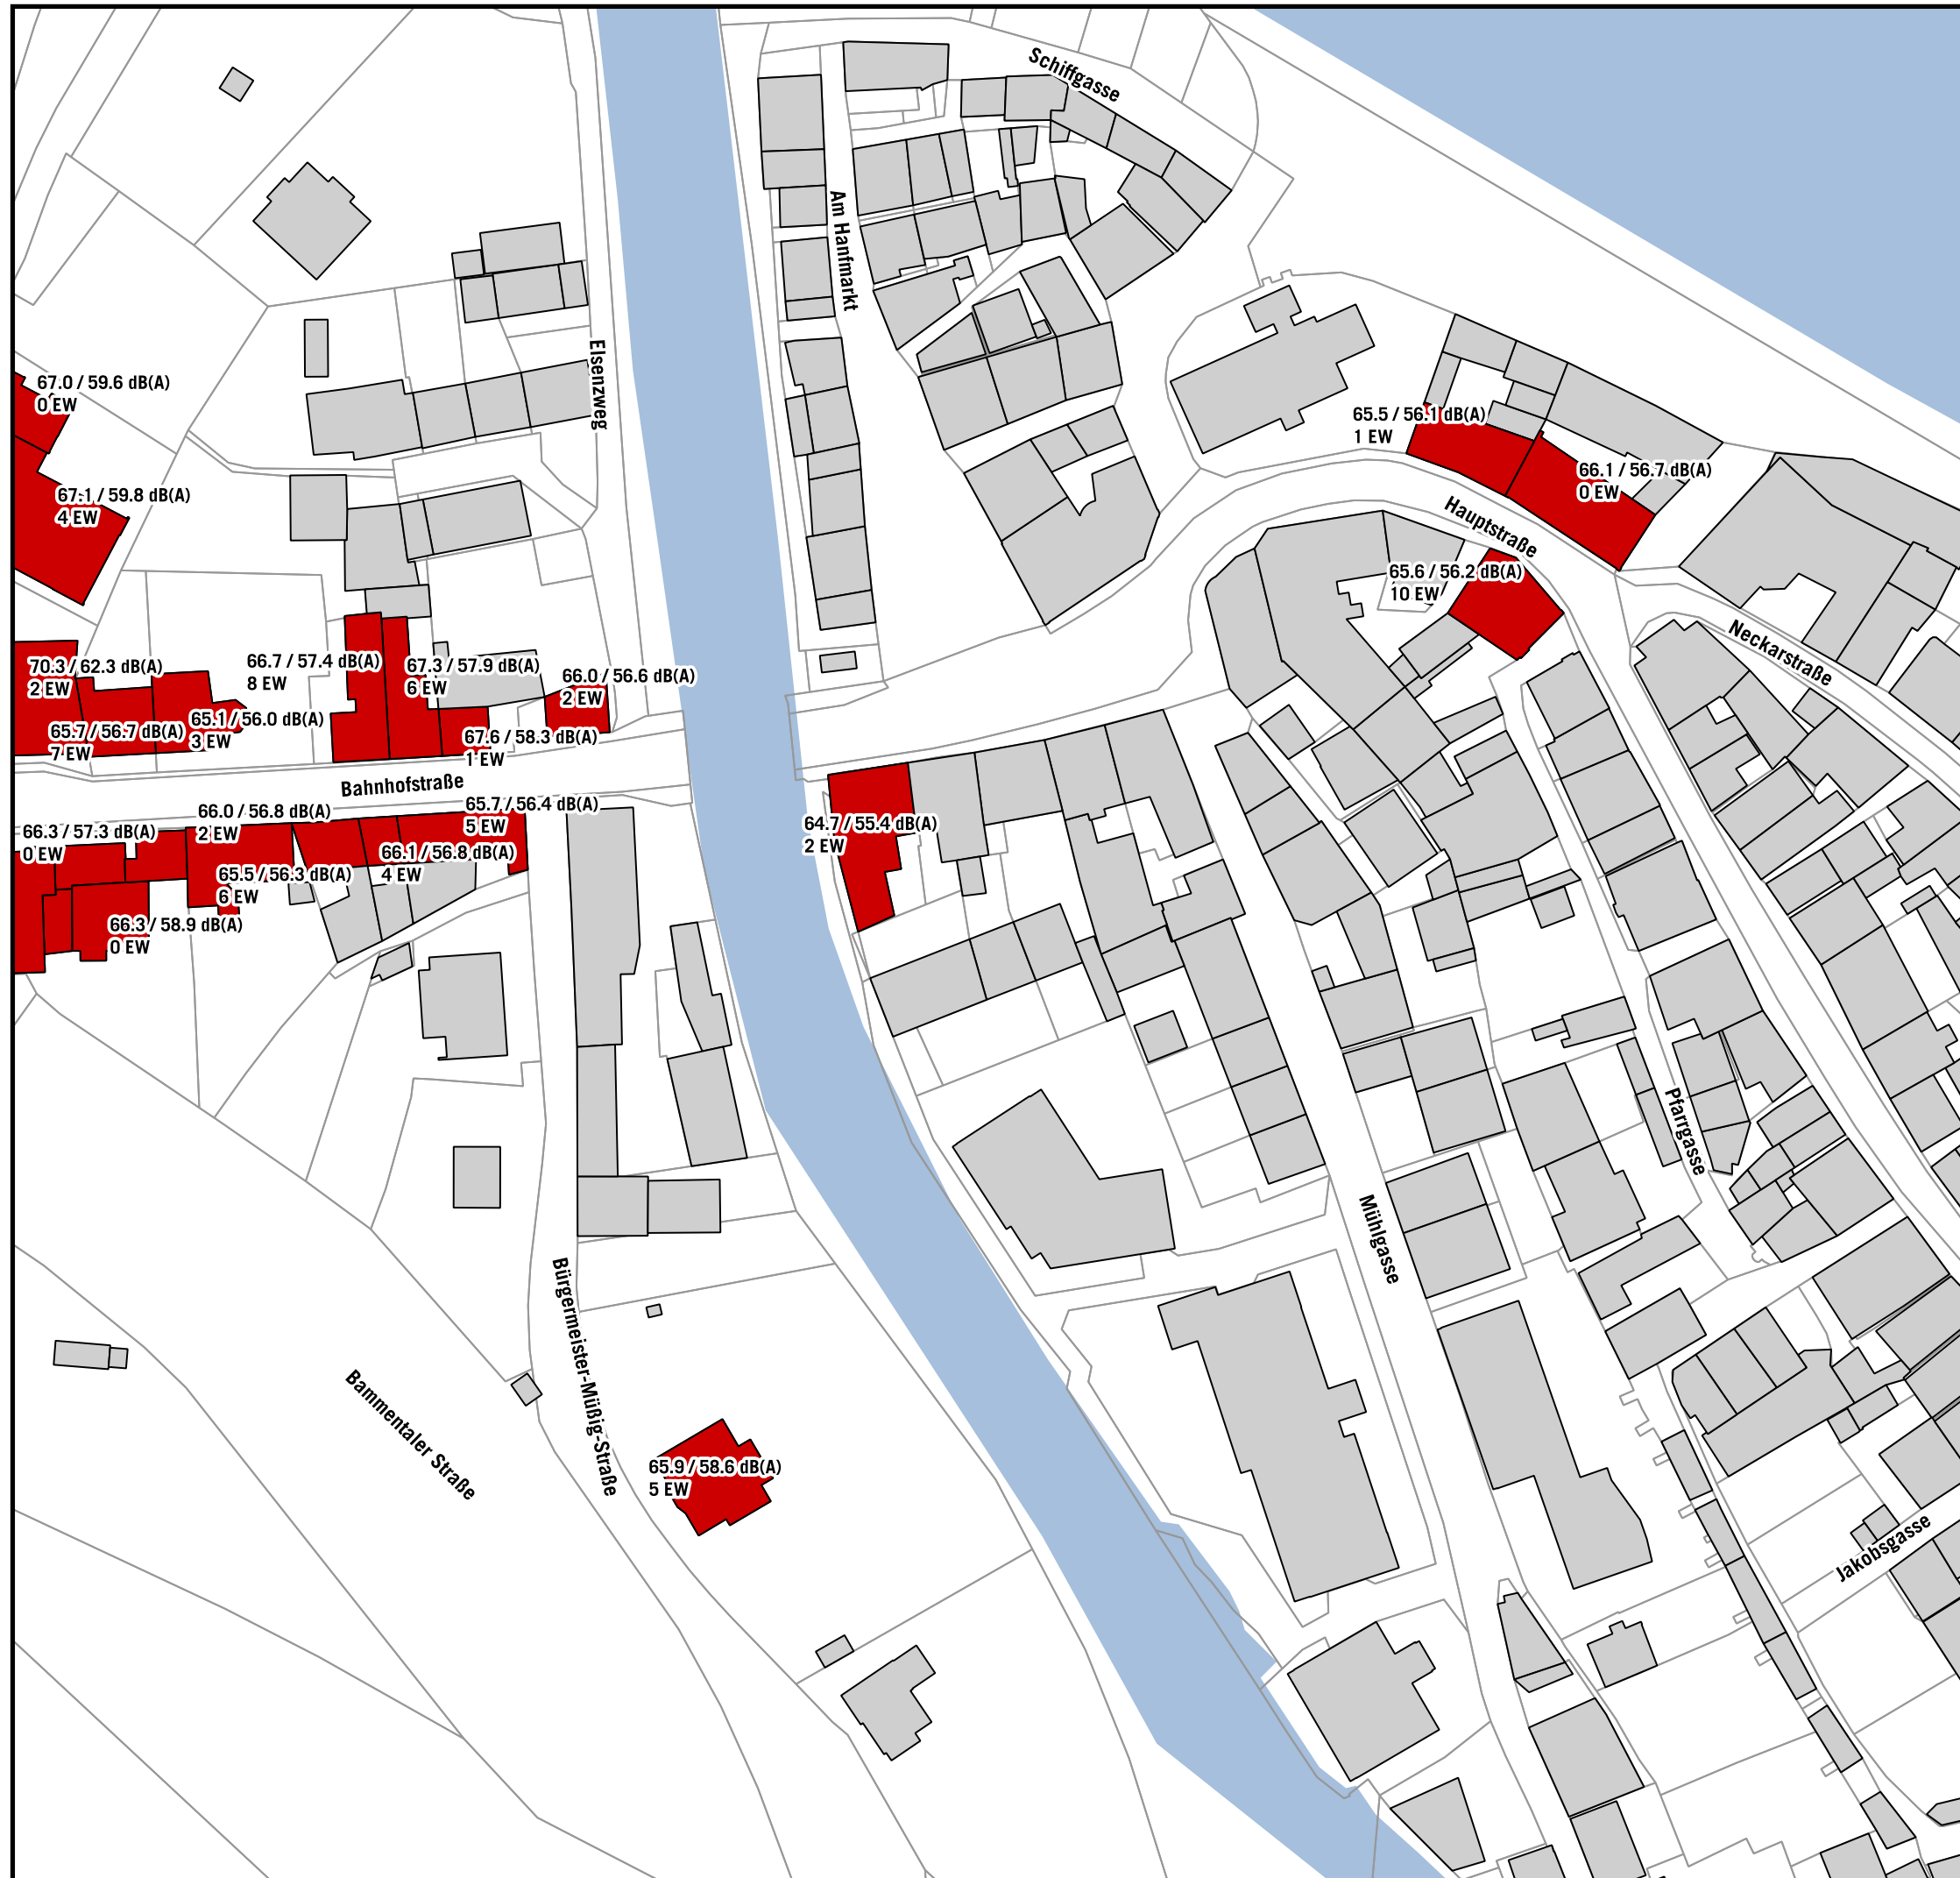 Schiffgasse
Am Hanfmarkt
Elsenzweg
67.0 / 59.6 dB(A)
0 EW
65.5 / 56.1 dB(A)
1 EW
66.1 / 56.7 dB(A)
0 EW
67.1 / 59.8 dB(A)
4 EW
Hauptstraße
65.6 / 56.2 dB(A)
10 EW
Neckarstraße
70.3 / 62.3 dB(A)
2 EW
66.7 / 57.4 dB(A)
8 EW
67.3 / 57.9 dB(A)
6 EW
66.0 / 56.6 dB(A)
2 EW
65.7 / 56.7 dB(A)
7 EW
65.1 / 56.0 dB(A)
3 EW
67.6 / 58.3 dB(A)
1 EW
Bahnhofstraße
66.3 / 57.3 dB(A)
0 EW
66.0 / 56.8 dB(A)
2 EW
65.7 / 56.4 dB(A)
5 EW
64.7 / 55.4 dB(A)
2 EW
65.5 / 56.3 dB(A)
6 EW
66.1 / 56.8 dB(A)
4 EW
66.3 / 58.9 dB(A)
0 EW
Pfarrgasse
Mühlgasse
Bürgermeister-Müßig-Straße
Bammentaler Straße
65.9 / 58.6 dB(A)
5 EW
Jakobsgasse